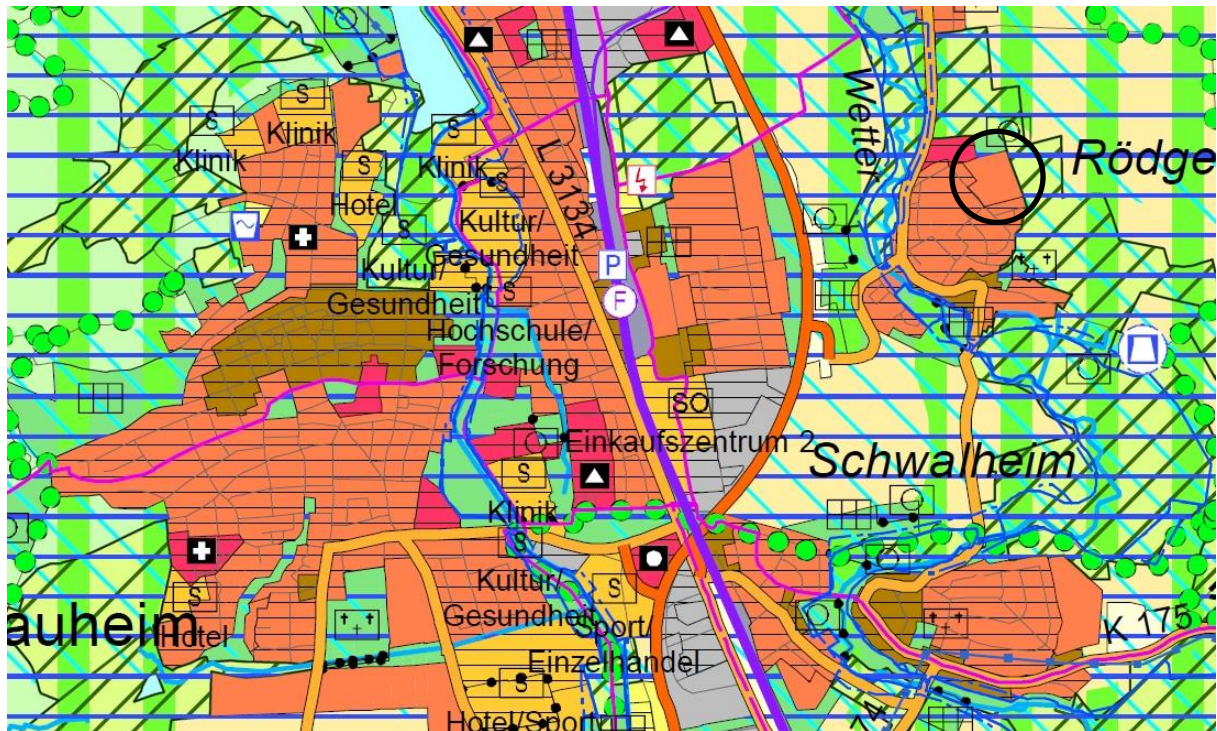 S
Klinik
S
Klinik
S
Klinik
S
Hotel
S
Kultur/
Gesundheit
S
Kultur/
Gesundheit
S
Hochschule/
Forschung
L 3134
P
F
Wetter
Rödge
SO
Einkaufszentrum 2
Schwalheim
S
Klinik
S
Kultur/
Gesundheit
S
Sport/
Einzelhandel
S
Hotel
auheim
S
Hotel/Sport/
K 175
24